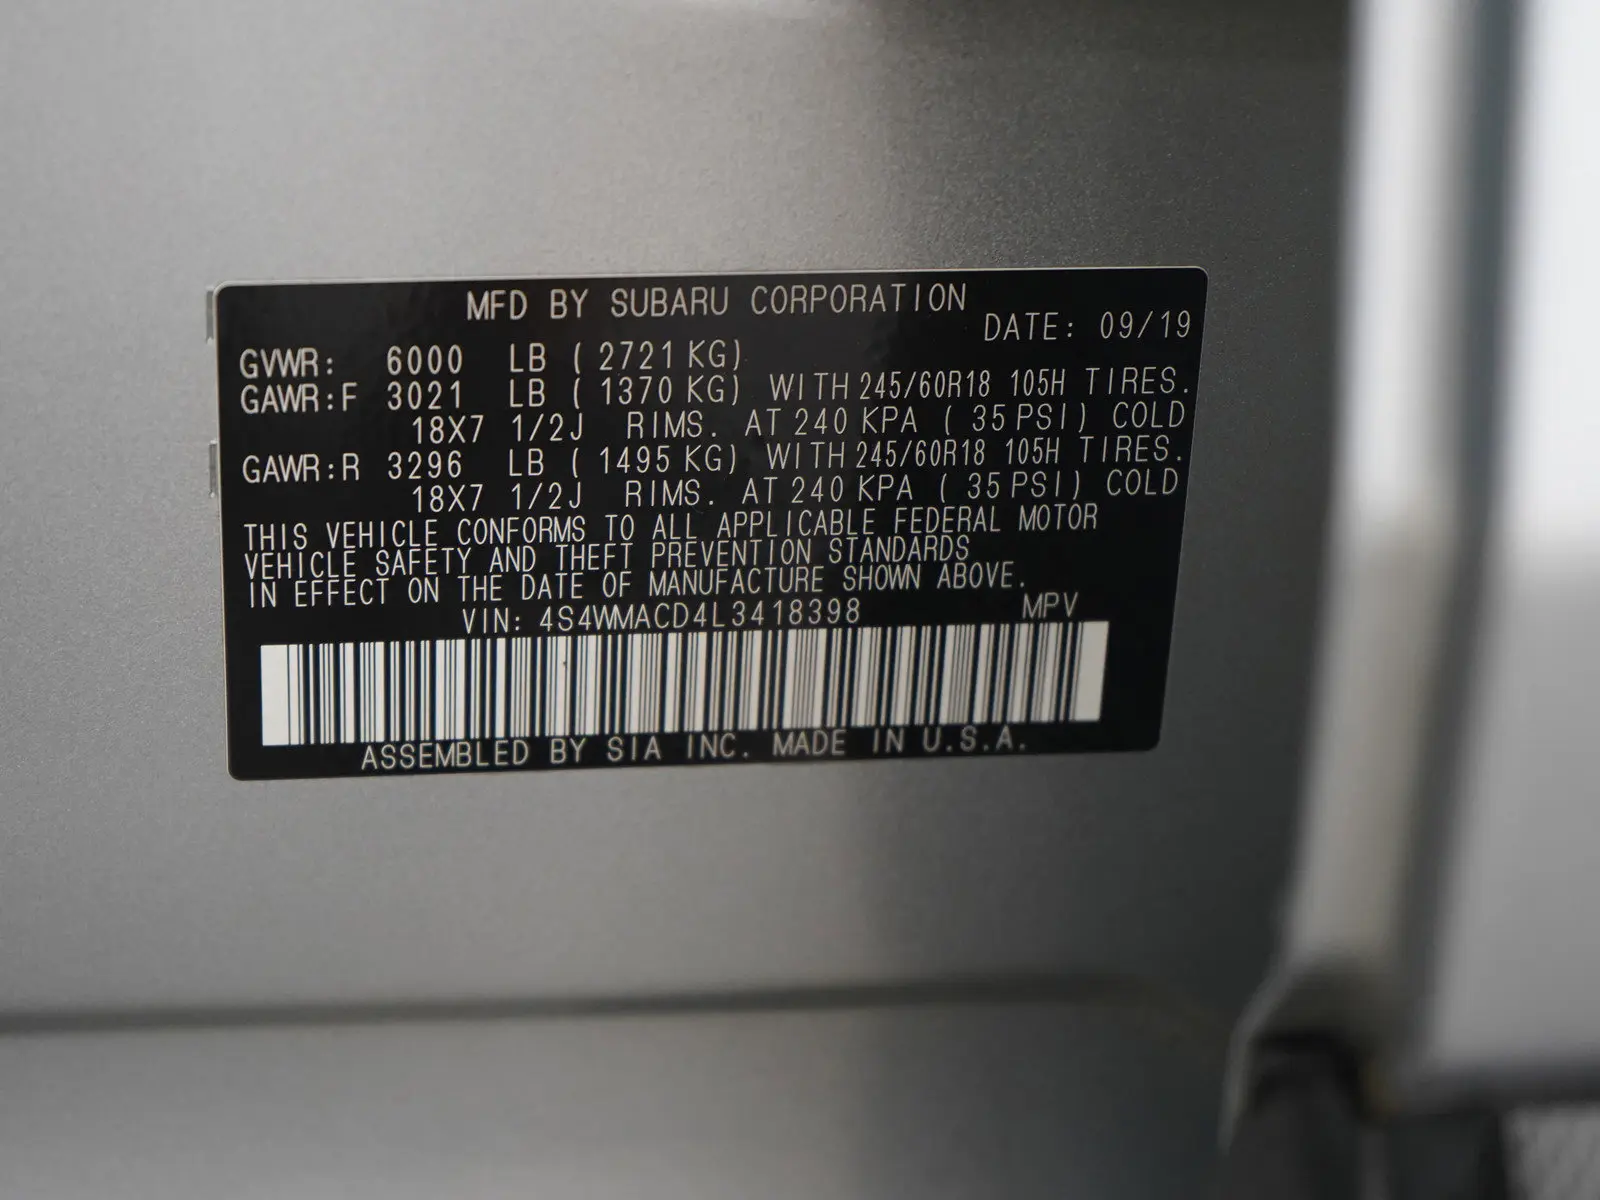 MFD BY SUBARU CORPORATION
DATE: 09/19
GVWR: 6000 LB ( 2721 KG)
GAWR:F 3021 LB ( 1370 KG) WITH 245/60R18 105H TIRES.
18X7 1/2J RIMS. AT 240 KPA ( 35 PSI) COLD
GAWR:R 3296 LB ( 1495 KG) WITH 245/60R18 105H TIRES.
18X7 1/2J RIMS. AT 240 KPA ( 35 PSI) COLD
THIS VEHICLE CONFORMS TO ALL APPLICABLE FEDERAL MOTOR
VEHICLE SAFETY AND THEFT PREVENTION STANDARDS
IN EFFECT ON THE DATE OF MANUFACTURE SHOWN ABOVE.
VIN: 4S4WMACD4L3418398 MPV
ASSEMBLED BY SIA INC. MADE IN U.S.A.